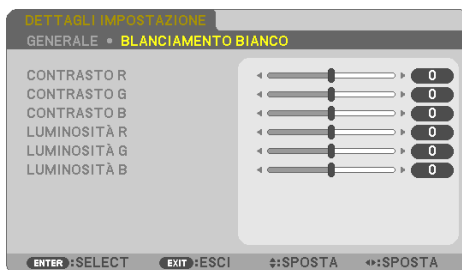 DETTAGLI IMPOSTAZIONE
GENERALE • BLANCIAMENTO BIANCO
CONTRASTO R 0
CONTRASTO G 0
CONTRASTO B 0
LUMINOSITÀ R 0
LUMINOSITÀ G 0
LUMINOSITÀ B 0
ENTER :SELECT EXIT :ESCI :SPOSTA :SPOSTA